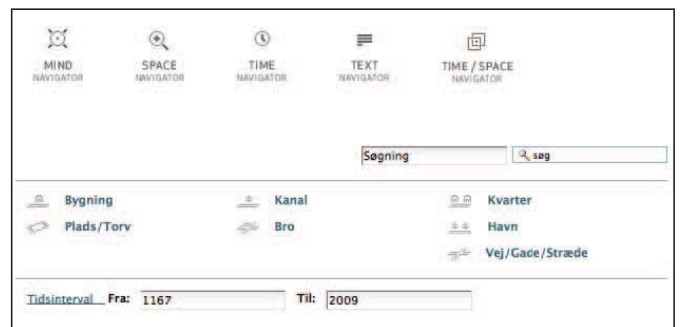 MIND SPACE TIME TEXT TIME / SPACE
NAVIGATOR NAVIGATOR NAVIGATOR NAVIGATOR NAVIGATOR
Søgning søg
Bygning Kanal Kvarter
Plads/Torv Bro Havn
Vej/Gade/Stræde
Tidsinterval Fra: 1167 Til: 2009